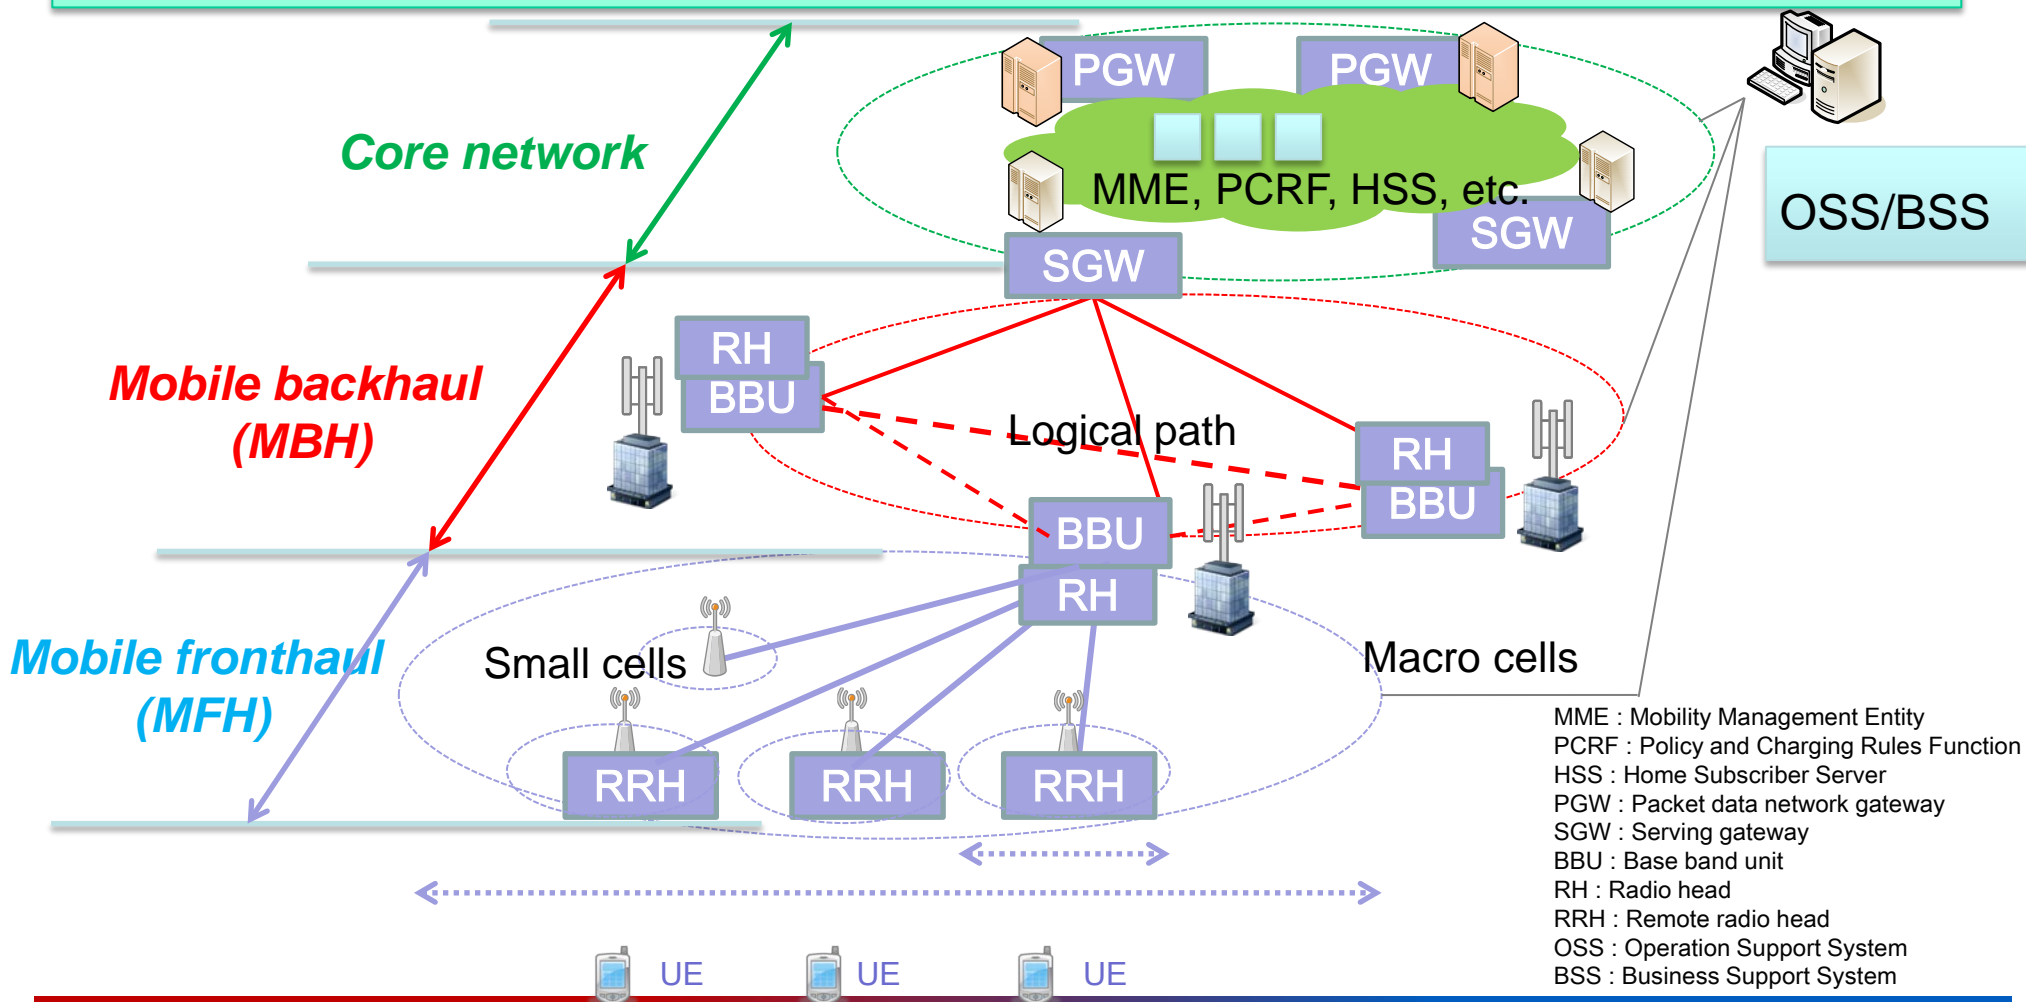 PGW
PGW
Core network
MME, PCRF, HSS, etc.
OSS/BSS
SGW
SGW
RH
BBU
Mobile backhaul
(MBH)
Logical path
RH
BBU
BBU
RH
Mobile fronthaul
(MFH)
Small cells
Macro cells
RRH
RRH
RRH
MME : Mobility Management Entity
PCRF : Policy and Charging Rules Function
HSS : Home Subscriber Server
PGW : Packet data network gateway
SGW : Serving gateway
BBU : Base band unit
RH : Radio head
RRH : Remote radio head
OSS : Operation Support System
BSS : Business Support System
UE
UE
UE